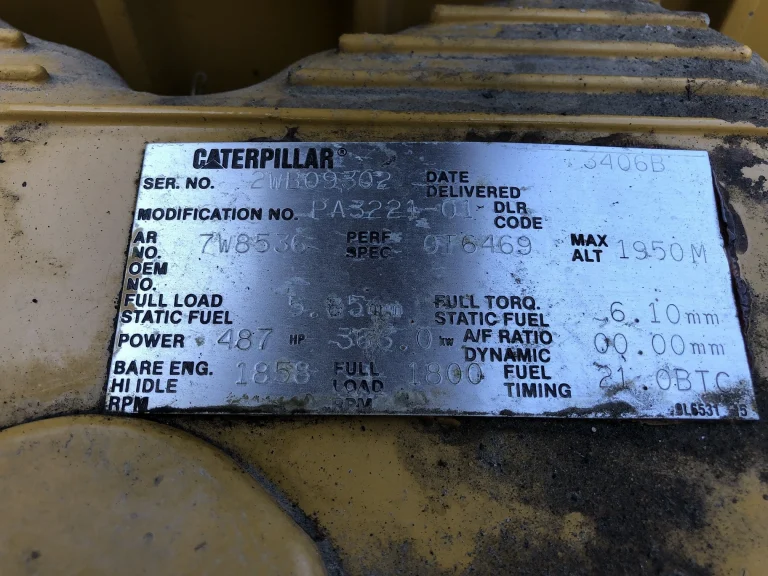 CATERPILLAR® 3406B
SER. NO. 2WB09302 DATE DELIVERED
MODIFICATION NO. PA3221-01 DLR CODE
AR NO. 7W8536 PERF SPEC 0T6469 MAX ALT 1950M
OEM NO.
FULL LOAD STATIC FUEL FULL TORQ. STATIC FUEL 6.10mm
POWER 487 HP kW A/F RATIO DYNAMIC 00.00mm
BARE ENG. HI IDLE RPM 1858 FULL LOAD RPM 1800 FUEL TIMING 21.0BTC